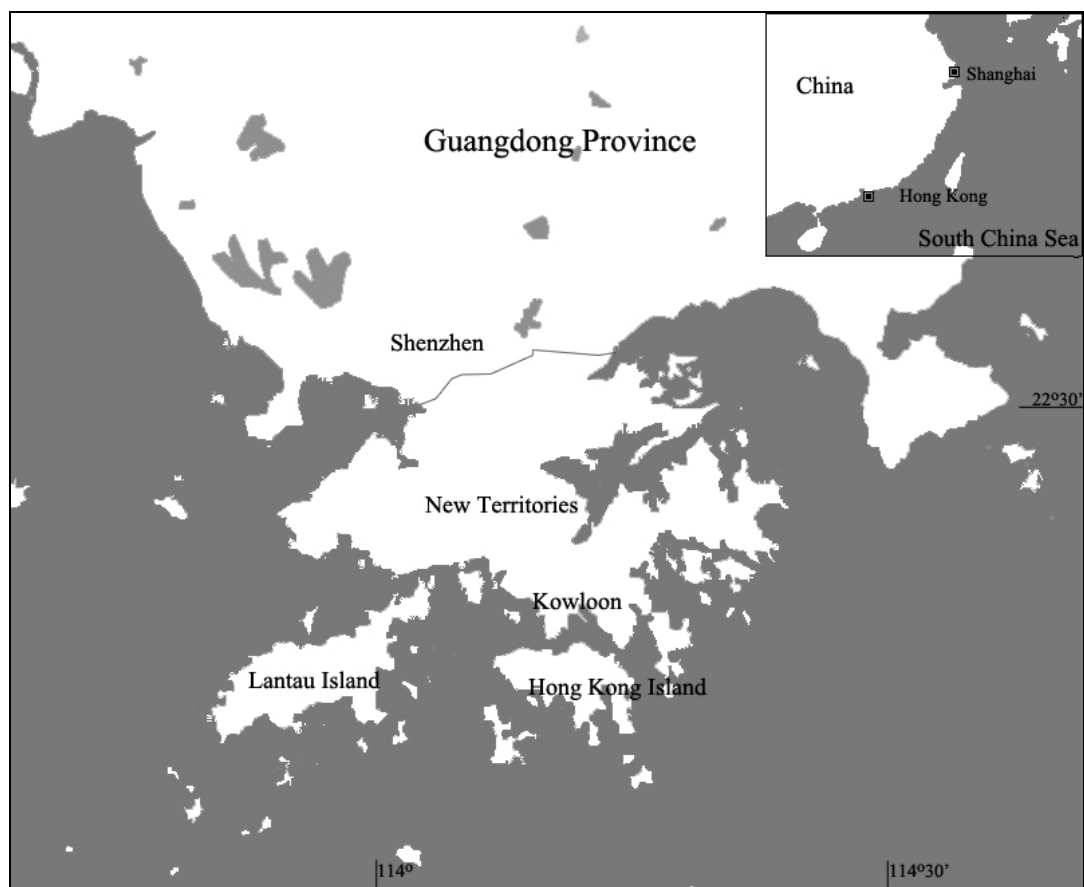 China
Shanghai
Guangdong Province
Hong Kong
South China Sea
Shenzhen
22º30’
New Territories
Kowloon
Lantau Island
Hong Kong Island
114º
114º30’